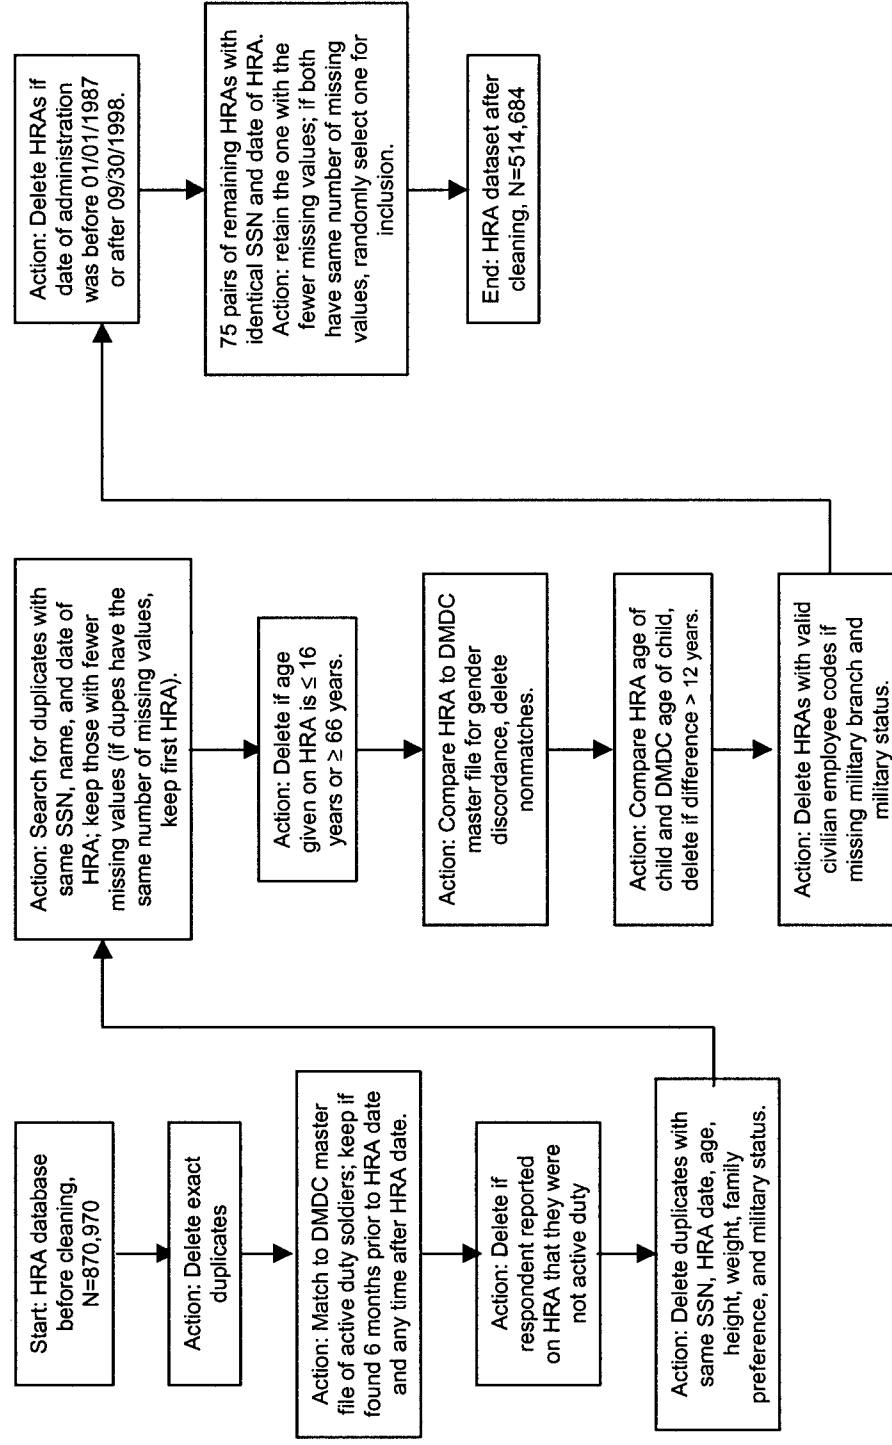 Start: HRA database
before cleaning,
N=870,970
Action: Delete exact
duplicates
Action: Match to DMDC master
file of active duty soldiers; keep if
found 6 months prior to HRA date
and any time after HRA date.
Action: Delete if
respondent reported
on HRA that they were
not active duty
Action: Delete duplicates with
same SSN, HRA date, age,
height, weight, family
preference, and military status.
Action: Search for duplicates with
same SSN, name, and date of
HRA; keep those with fewer
missing values (if dupes have the
same number of missing values,
keep first HRA).
Action: Delete if age
given on HRA is ≤ 16
years or ≥ 66 years.
Action: Compare HRA to DMDC
master file for gender
discordance, delete
nonmatches.
Action: Compare HRA age of
child and DMDC age of child,
delete if difference > 12 years.
Action: Delete HRAs with valid
civilian employee codes if
missing military branch and
military status.
Action: Delete HRAs if
date of administration
was before 01/01/1987
or after 09/30/1998.
75 pairs of remaining HRAs with
identical SSN and date of HRA.
Action: retain the one with the
fewer missing values; if both
have same number of missing
values, randomly select one for
inclusion.
End: HRA dataset after
cleaning, N=514,684